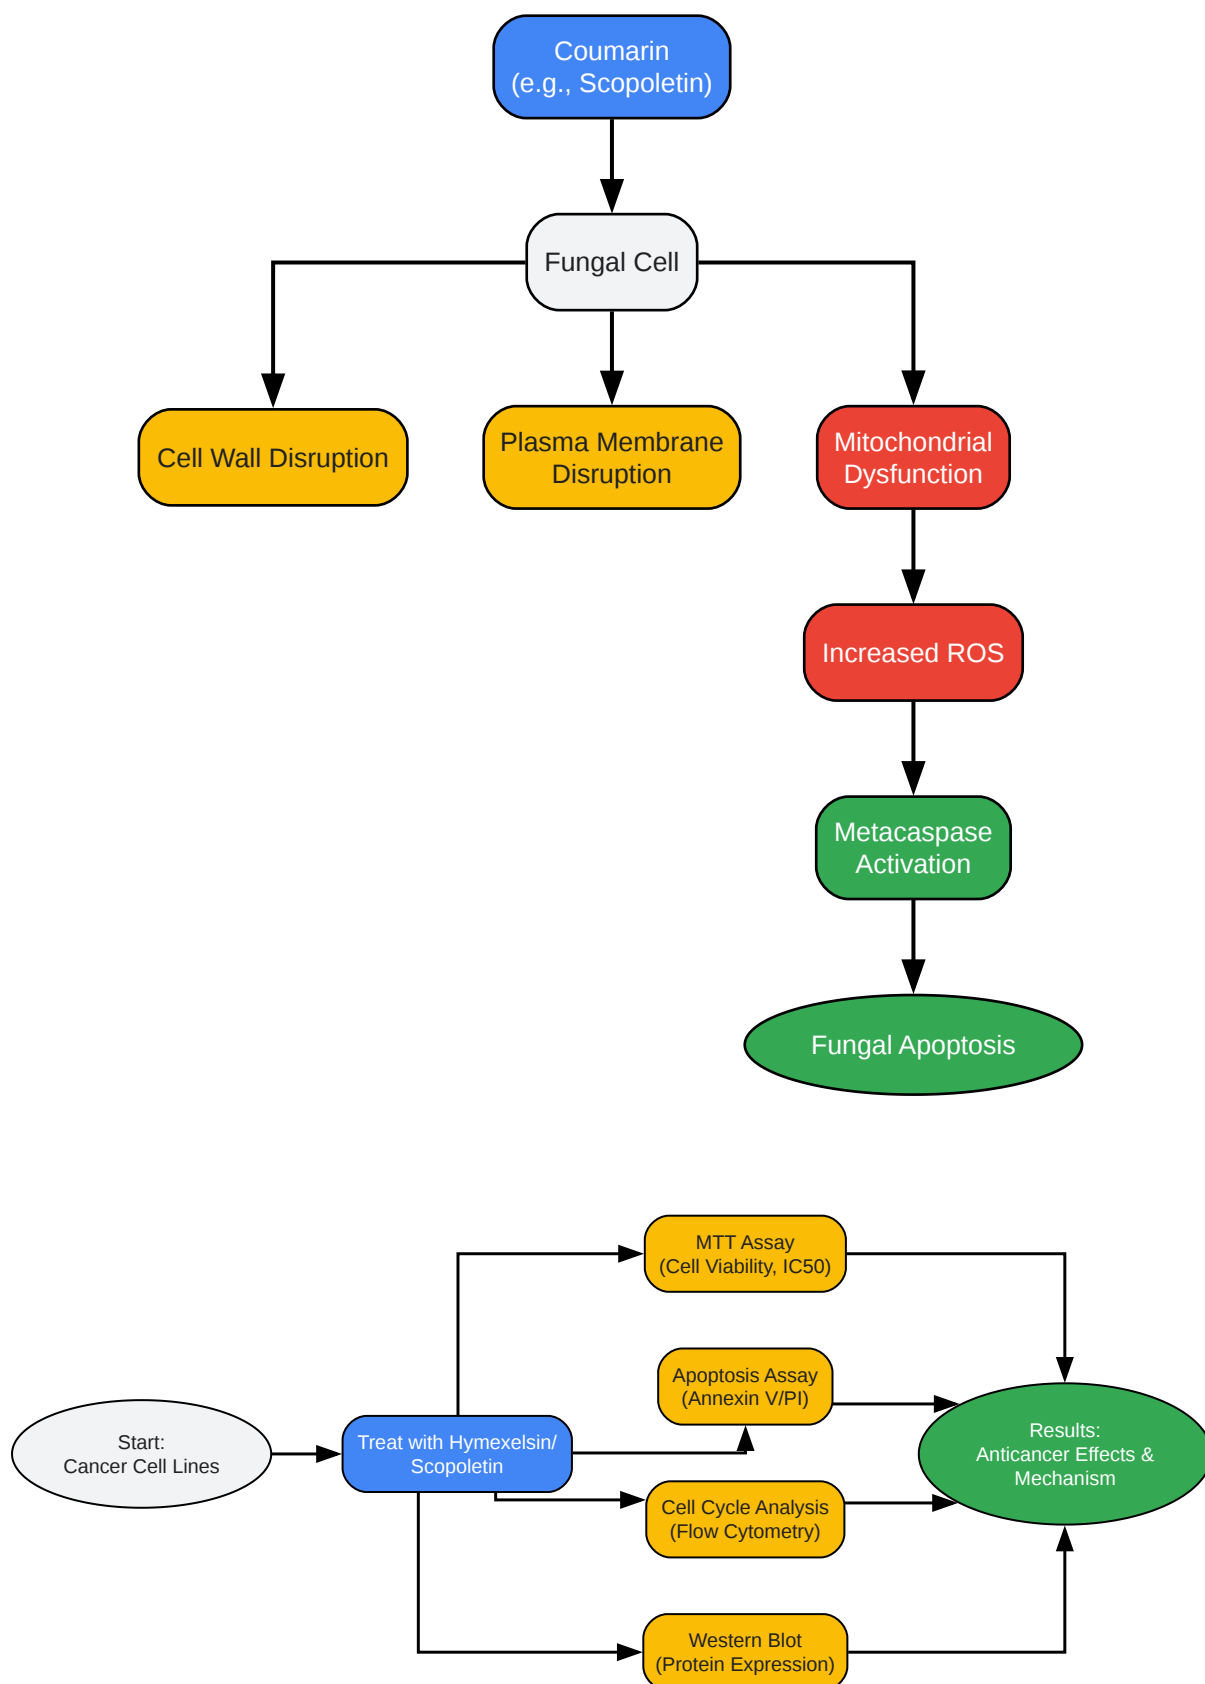 Coumarin
(e.g., Scopoletin)
Fungal Cell
Cell Wall Disruption
Plasma Membrane
Disruption
Mitochondrial
Dysfunction
Increased ROS
Metacaspase
Activation
Fungal Apoptosis
MTT Assay
(Cell Viability, IC50)
Apoptosis Assay
(Annexin V/PI)
Start:
Cancer Cell Lines
Treat with Hymexelsin/
Scopoletin
Results:
Anticancer Effects &
Mechanism
Cell Cycle Analysis
(Flow Cytometry)
Western Blot
(Protein Expression)